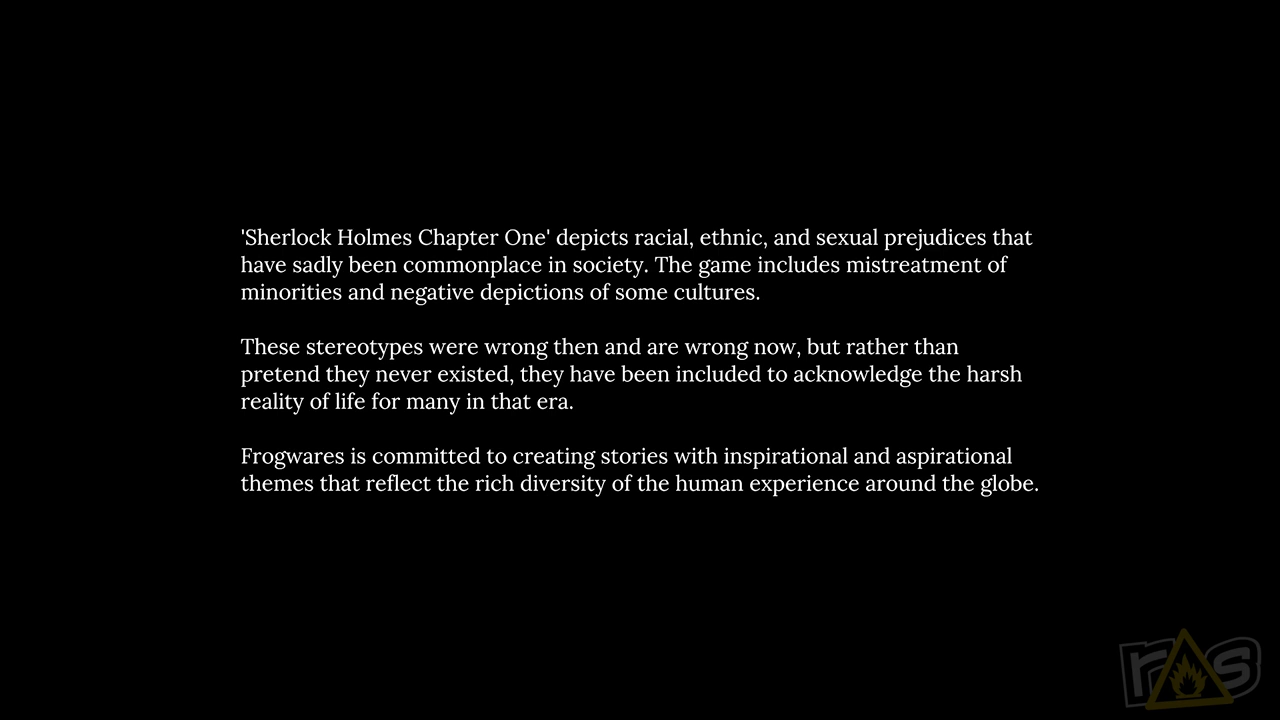 'Sherlock Holmes Chapter One' depicts racial, ethnic, and sexual prejudices that
have sadly been commonplace in society. The game includes mistreatment of
minorities and negative depictions of some cultures.
These stereotypes were wrong then and are wrong now, but rather than
pretend they never existed, they have been included to acknowledge the harsh
reality of life for many in that era.
Frogwares is committed to creating stories with inspirational and aspirational
themes that reflect the rich diversity of the human experience around the globe.
ras